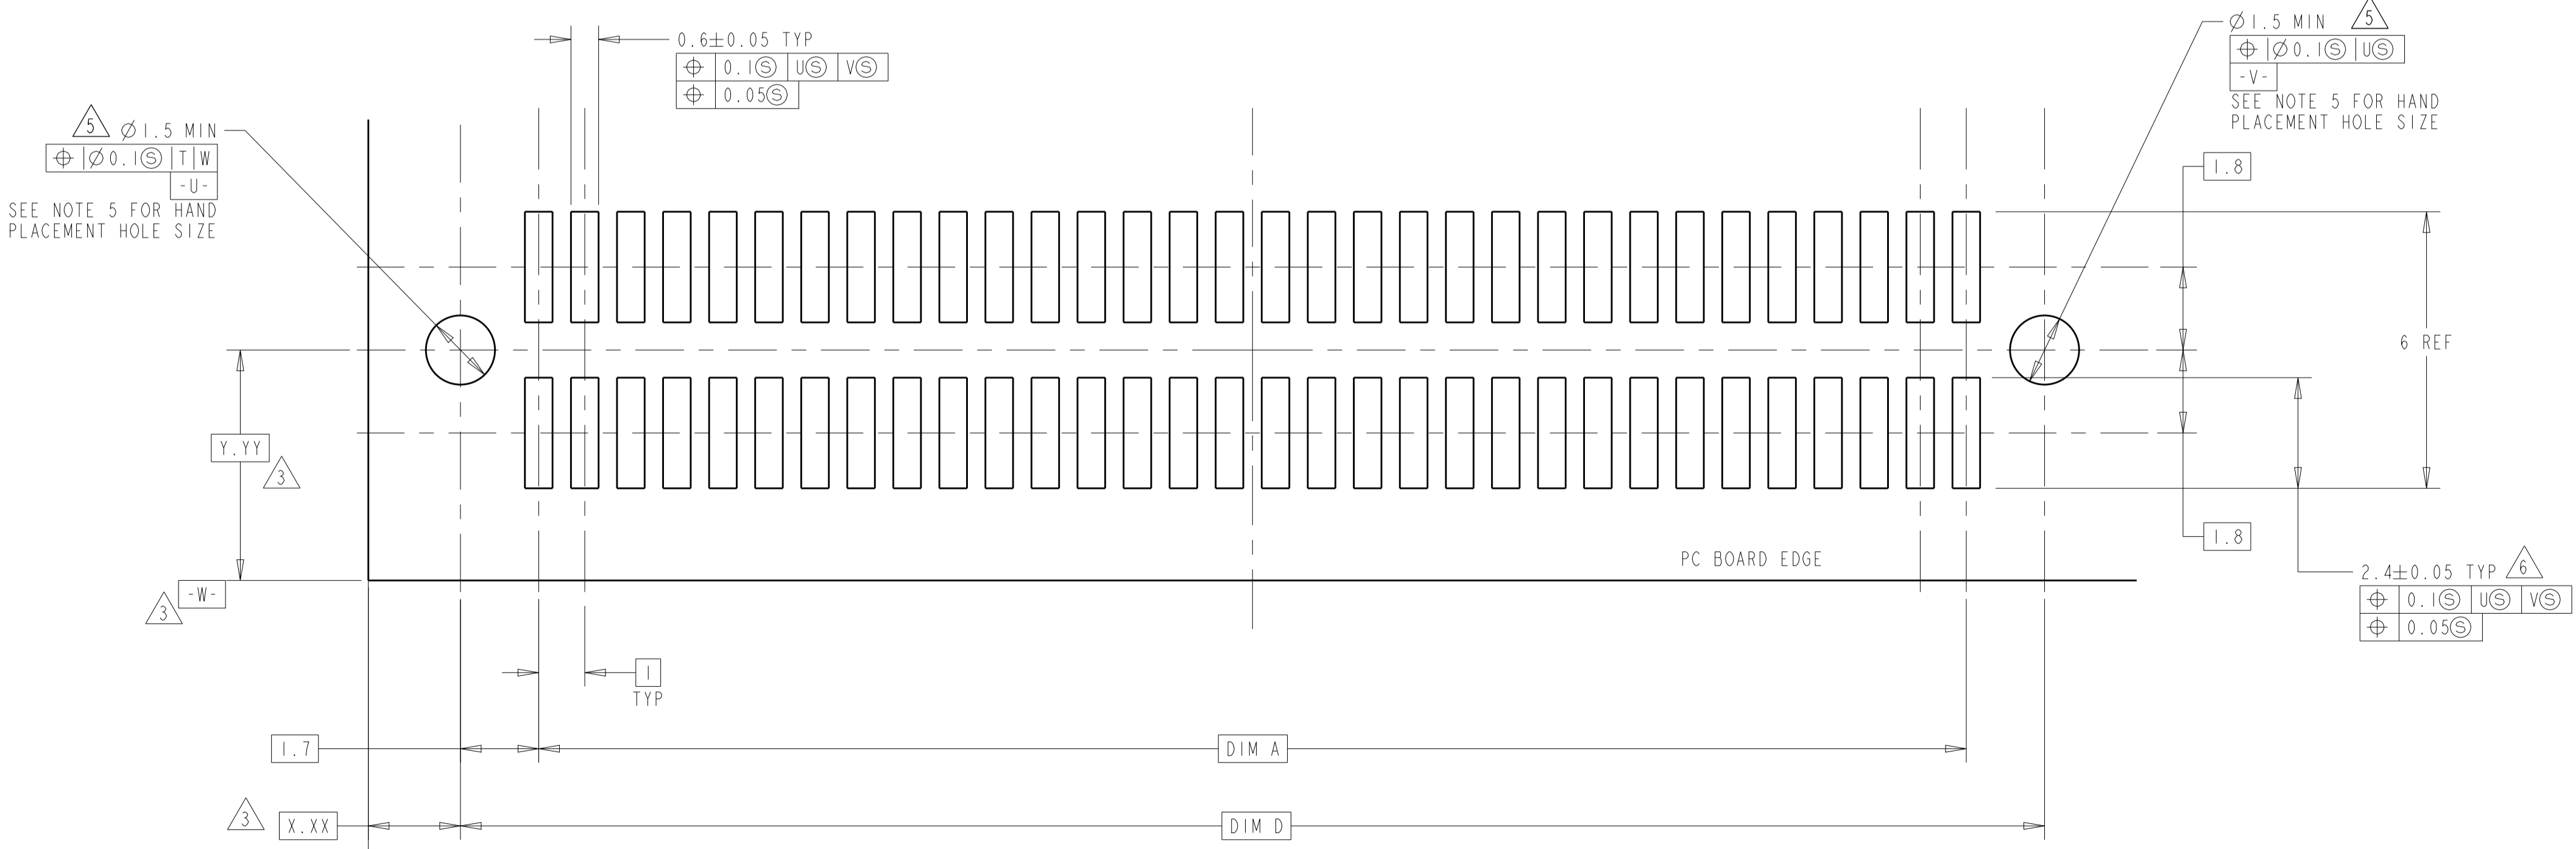 0.6±0.05 TYP
⌖ 0.1Ⓢ UⓈ VⓈ
⌖ 0.05Ⓢ
Ø1.5 MIN 5
⌖ Ø0.1Ⓢ UⓈ
-V-
SEE NOTE 5 FOR HAND
PLACEMENT HOLE SIZE
5 Ø1.5 MIN
⌖ Ø0.1Ⓢ T W
-U-
SEE NOTE 5 FOR HAND
PLACEMENT HOLE SIZE
1.8
6 REF
Y.YY
3
1.8
PC BOARD EDGE
2.4±0.05 TYP 6
⌖ 0.1Ⓢ UⓈ VⓈ
⌖ 0.05Ⓢ
-W-
3
1
TYP
1.7
DIM A
3
X.XX
DIM D